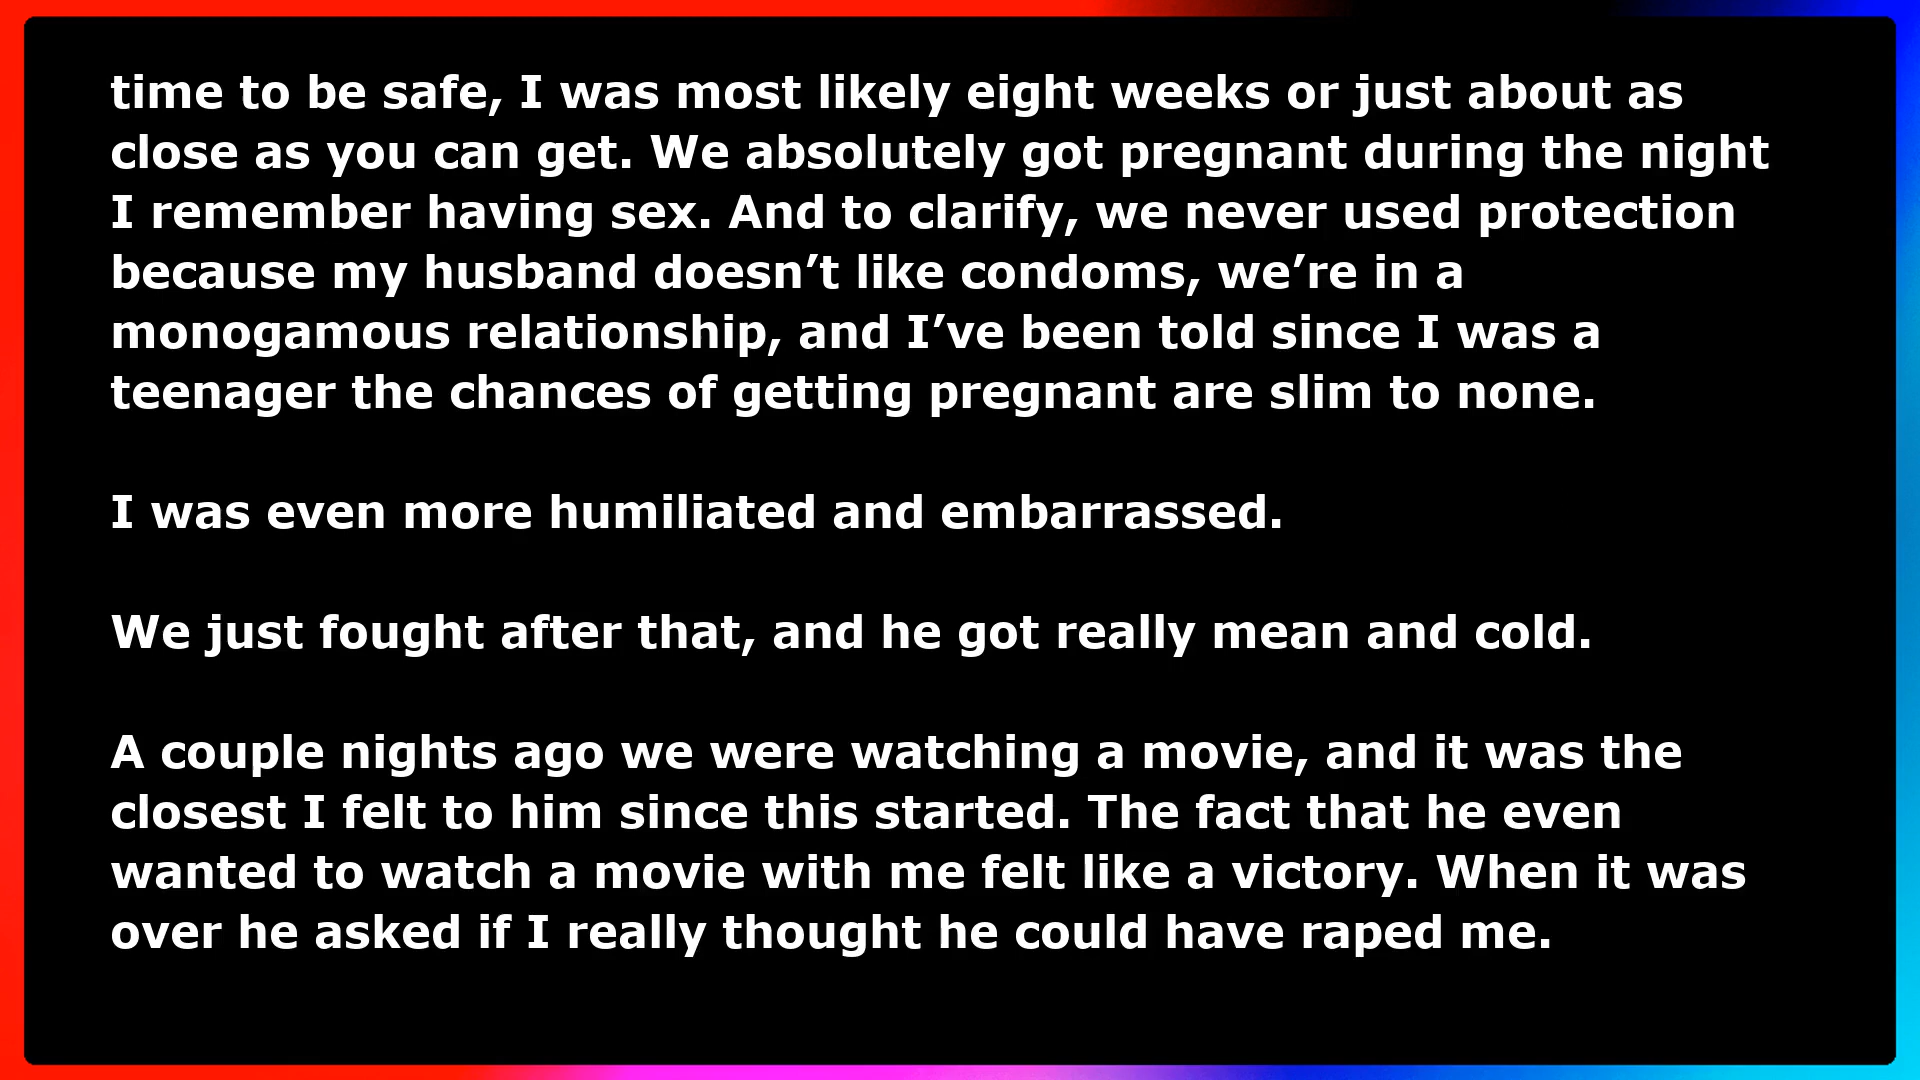 time to be safe, I was most likely eight weeks or just about as
close as you can get. We absolutely got pregnant during the night
I remember having sex. And to clarify, we never used protection
because my husband doesn’t like condoms, we’re in a
monogamous relationship, and I’ve been told since I was a
teenager the chances of getting pregnant are slim to none.
I was even more humiliated and embarrassed.
We just fought after that, and he got really mean and cold.
A couple nights ago we were watching a movie, and it was the
closest I felt to him since this started. The fact that he even
wanted to watch a movie with me felt like a victory. When it was
over he asked if I really thought he could have raped me.